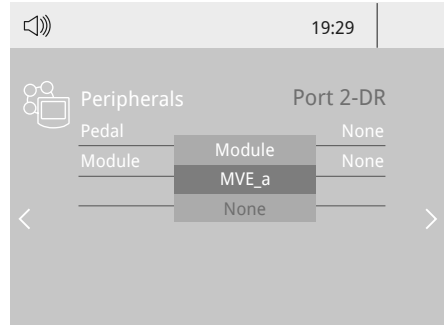 19:29
Peripherals Port 2-DR
Pedal None
Module None
Module
MVE_a
None